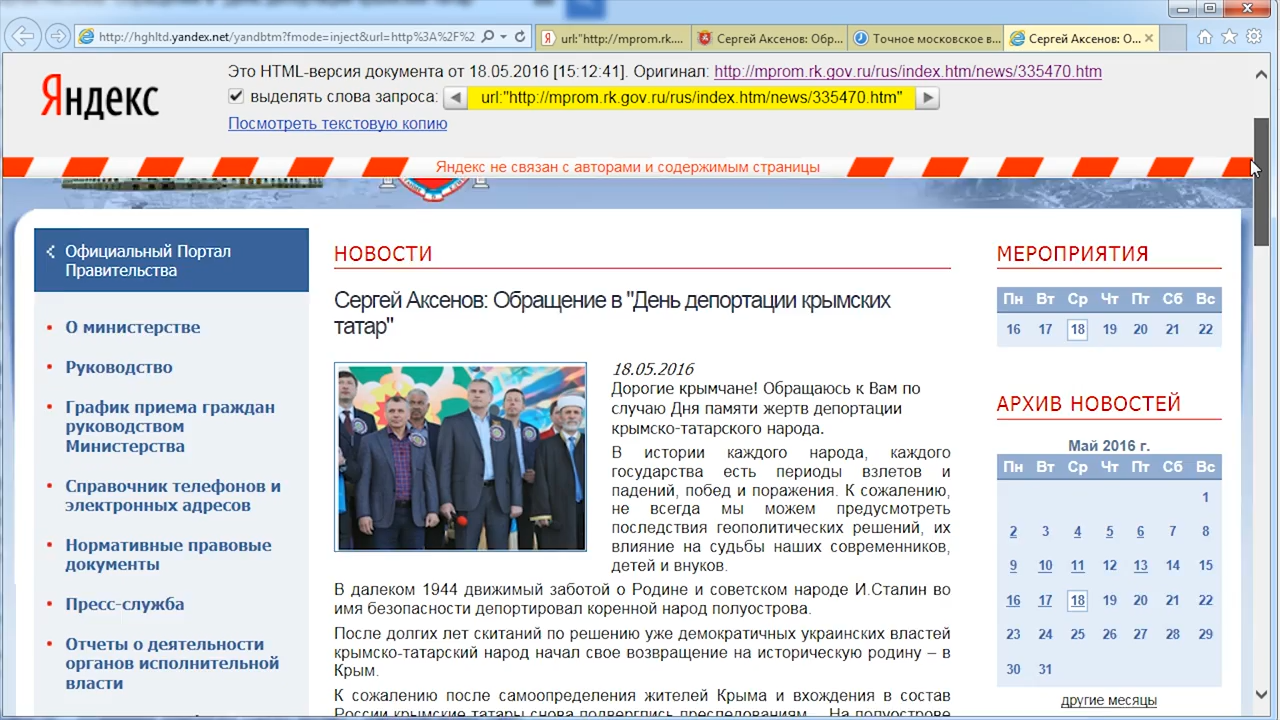 http://hghltd.yandex.net/yandbtm?fmode=inject&url=http%3A%2F%2
url:"http://mprom.rk....
Сергей Аксенов: Обр...
Точное московское в...
Сергей Аксенов: О...
Яндекс
Это HTML-версия документа от 18.05.2016 [15:12:41]. Оригинал: http://mprom.rk.gov.ru/rus/index.htm/news/335470.htm
выделять слова запроса: url:"http://mprom.rk.gov.ru/rus/index.htm/news/335470.htm"
Посмотреть текстовую копию
Яндекс не связан с авторами и содержимым страницы
Официальный Портал
Правительства
О министерстве
Руководство
График приема граждан
руководством
Министерства
Справочник телефонов и
электронных адресов
Нормативные правовые
документы
Пресс-служба
Отчеты о деятельности
органов исполнительной
власти
НОВОСТИ
Сергей Аксенов: Обращение в "День депортации крымских
татар"
18.05.2016
Дорогие крымчане! Обращаюсь к Вам по
случаю Дня памяти жертв депортации
крымско-татарского народа.
В истории каждого народа, каждого
государства есть периоды взлетов и
падений, побед и поражения. К сожалению,
не всегда мы можем предусмотреть
последствия геополитических решений, их
влияние на судьбы наших современников,
детей и внуков.
В далеком 1944 движимый заботой о Родине и советском народе И.Сталин во
имя безопасности депортировал коренной народ полуострова.
После долгих лет скитаний по решению уже демократичных украинских властей
крымско-татарский народ начал свое возвращение на историческую родину – в
Крым.
К сожалению после самоопределения жителей Крыма и вхождения в состав
России крымские татары снова подверглись преследованиям... На полуострове
МЕРОПРИЯТИЯ
Пн Вт Ср Чт Пт Сб Вс
16 17 18 19 20 21 22
АРХИВ НОВОСТЕЙ
Май 2016 г.
Пн Вт Ср Чт Пт Сб Вс
1
2 3 4 5 6 7 8
9 10 11 12 13 14 15
16 17 18 19 20 21 22
23 24 25 26 27 28 29
30 31
другие месяцы